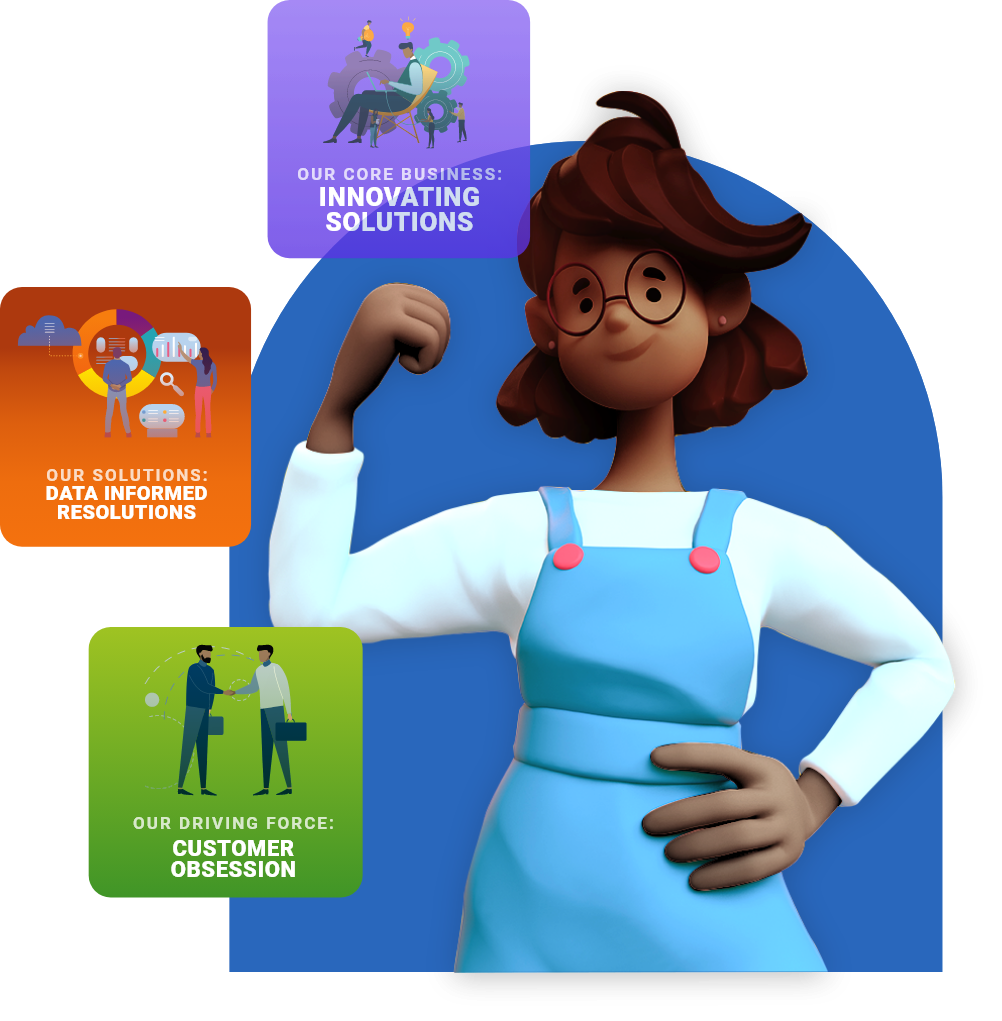 OUR CORE BUSINESS:
INNOVATING
SOLUTIONS
OUR SOLUTIONS:
DATA INFORMED
RESOLUTIONS
OUR DRIVING FORCE:
CUSTOMER
OBSESSION